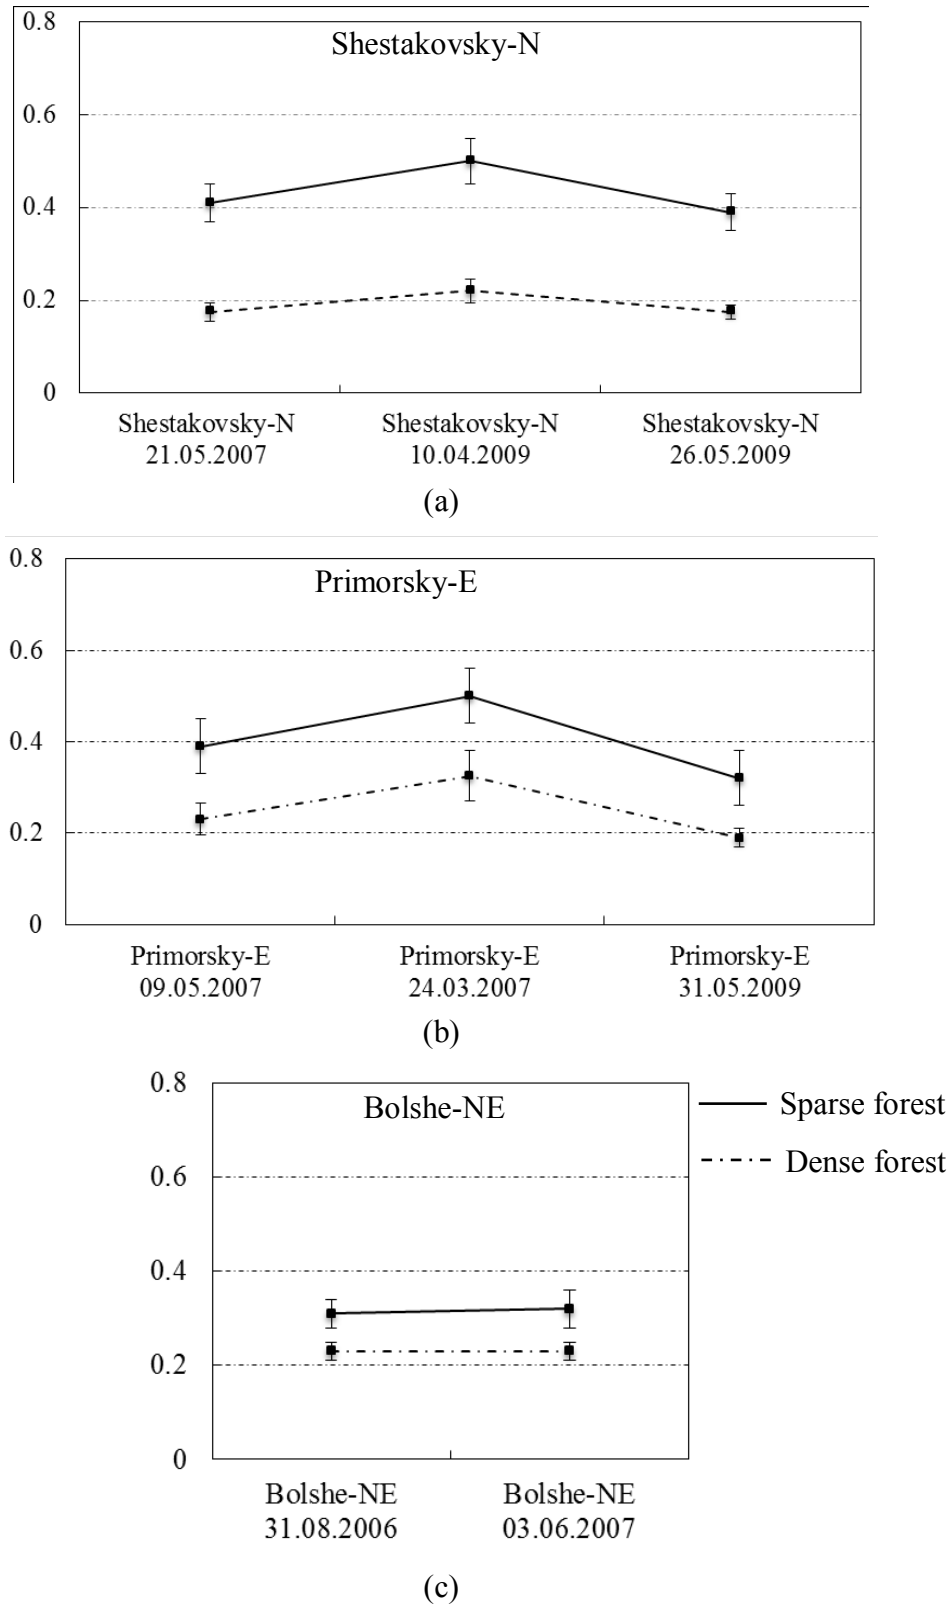 Shestakovsky-N
0.8
0.6
0.4
0.2
0
Shestakovsky-N Shestakovsky-N Shestakovsky-N
21.05.2007 10.04.2009 26.05.2009
(a)
Primorsky-E
0.8
0.6
0.4
0.2
0
Primorsky-E Primorsky-E Primorsky-E
09.05.2007 24.03.2007 31.05.2009
(b)
Bolshe-NE
0.8
0.6
0.4
0.2
0
Sparse forest
Dense forest
Bolshe-NE Bolshe-NE
31.08.2006 03.06.2007
(c)